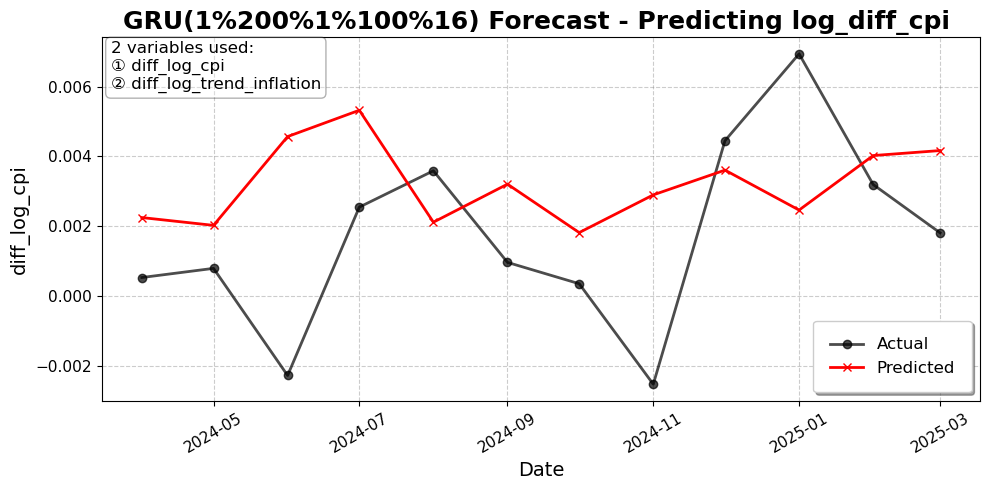 GRU(1%200%1%100%16) Forecast - Predicting log_diff_cpi
2 variables used:
① diff_log_cpi
② diff_log_trend_inflation
diff_log_cpi
0.006
0.004
0.002
0.000
−0.002
Actual
Predicted
2024-05
2024-07
2024-09
2024-11
2025-01
2025-03
Date